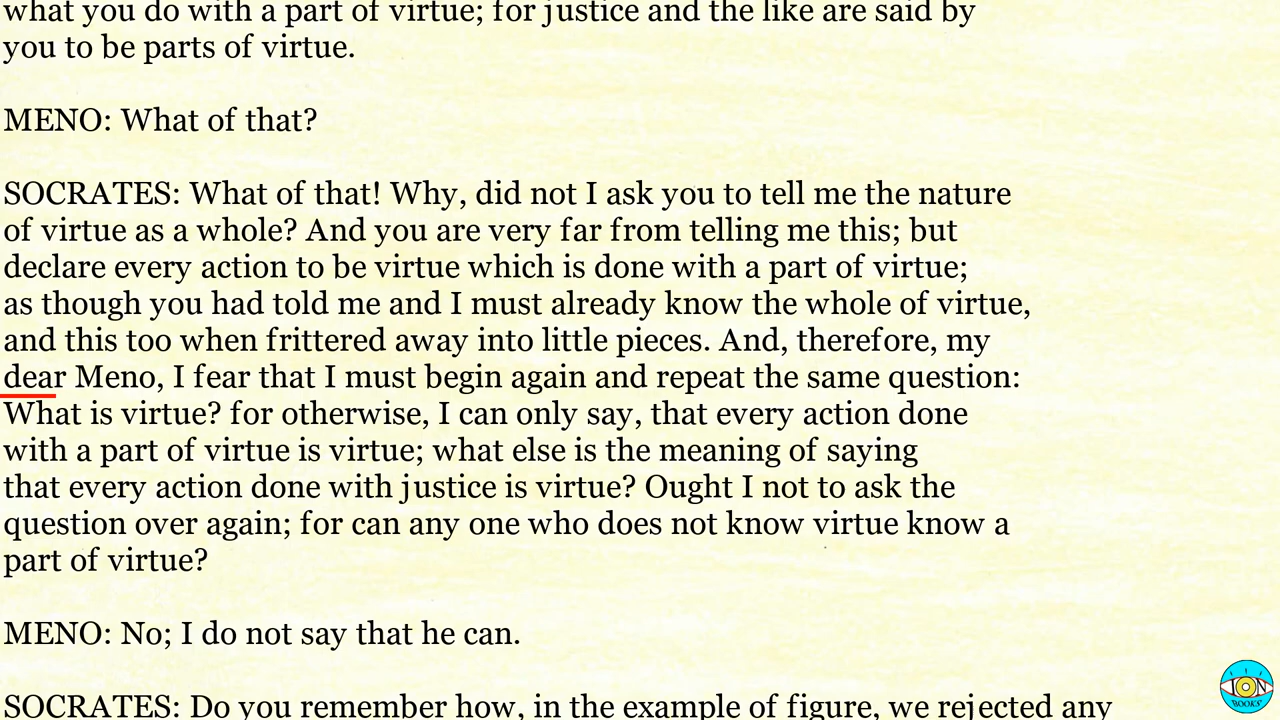 what you do with a part of virtue; for justice and the like are said by
you to be parts of virtue.
MENO: What of that?
SOCRATES: What of that! Why, did not I ask you to tell me the nature
of virtue as a whole? And you are very far from telling me this; but
declare every action to be virtue which is done with a part of virtue;
as though you had told me and I must already know the whole of virtue,
and this too when frittered away into little pieces. And, therefore, my
dear Meno, I fear that I must begin again and repeat the same question:
What is virtue? for otherwise, I can only say, that every action done
with a part of virtue is virtue; what else is the meaning of saying
that every action done with justice is virtue? Ought I not to ask the
question over again; for can any one who does not know virtue know a
part of virtue?
MENO: No; I do not say that he can.
SOCRATES: Do you remember how, in the example of figure, we rejected any
ION
BOOKS